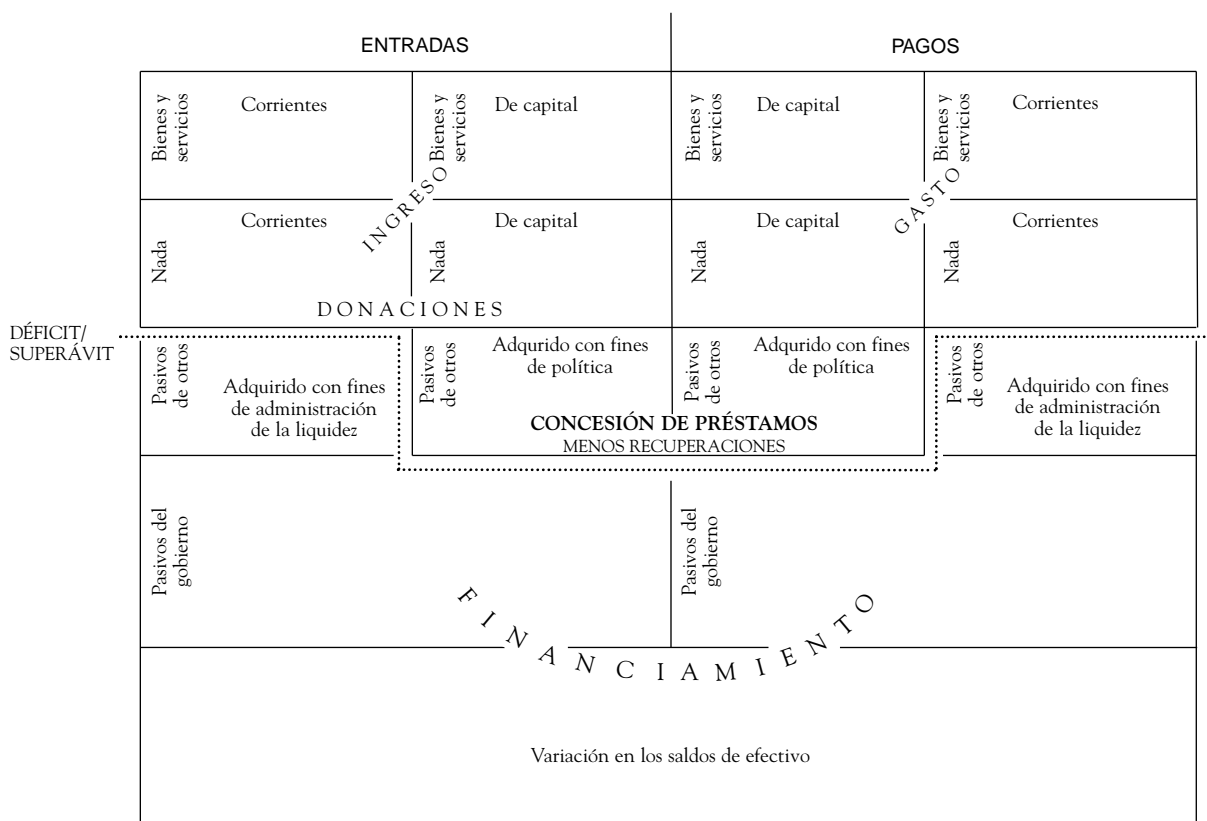 ENTRADAS
PAGOS
Bienes y
servicios
Corrientes
Bienes y
servicios
De capital
Bienes y
servicios
De capital
Bienes y
servicios
Corrientes
INGRESO
GASTO
Nada
Corrientes
Nada
De capital
Nada
De capital
Nada
Corrientes
DONACIONES
DÉFICIT/
SUPERÁVIT
Pasivos
de otros
Adquirido con fines
de administración
de la liquidez
Pasivos
de otros
Adqurido con fines
de política
Pasivos
de otros
Adqurido con fines
de política
Pasivos
de otros
Adquirido con fines
de administración
de la liquidez
CONCESIÓN DE PRÉSTAMOS
MENOS RECUPERACIONES
Pasivos del
gobierno
Pasivos del
gobierno
FINANCIAMIENTO
Variación en los saldos de efectivo